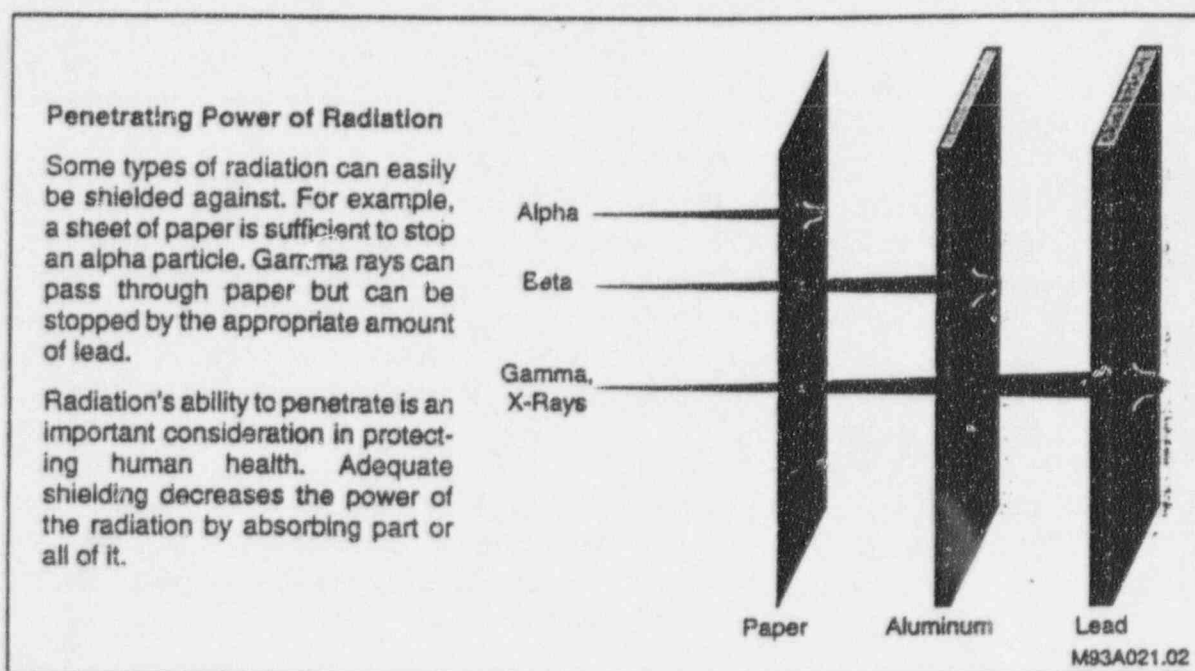 Penetrating Power of Radiation
Some types of radiation can easily
be shielded against. For example,
a sheet of paper is sufficient to stop
an alpha particle. Gamma rays can
pass through paper but can be
stopped by the appropriate amount
of lead.
Radiation's ability to penetrate is an
important consideration in protect-
ing human health. Adequate
shielding decreases the power of
the radiation by absorbing part or
all of it.
Alpha
Beta
Gamma,
X-Rays
Paper
Aluminum
Lead
M93A021.02